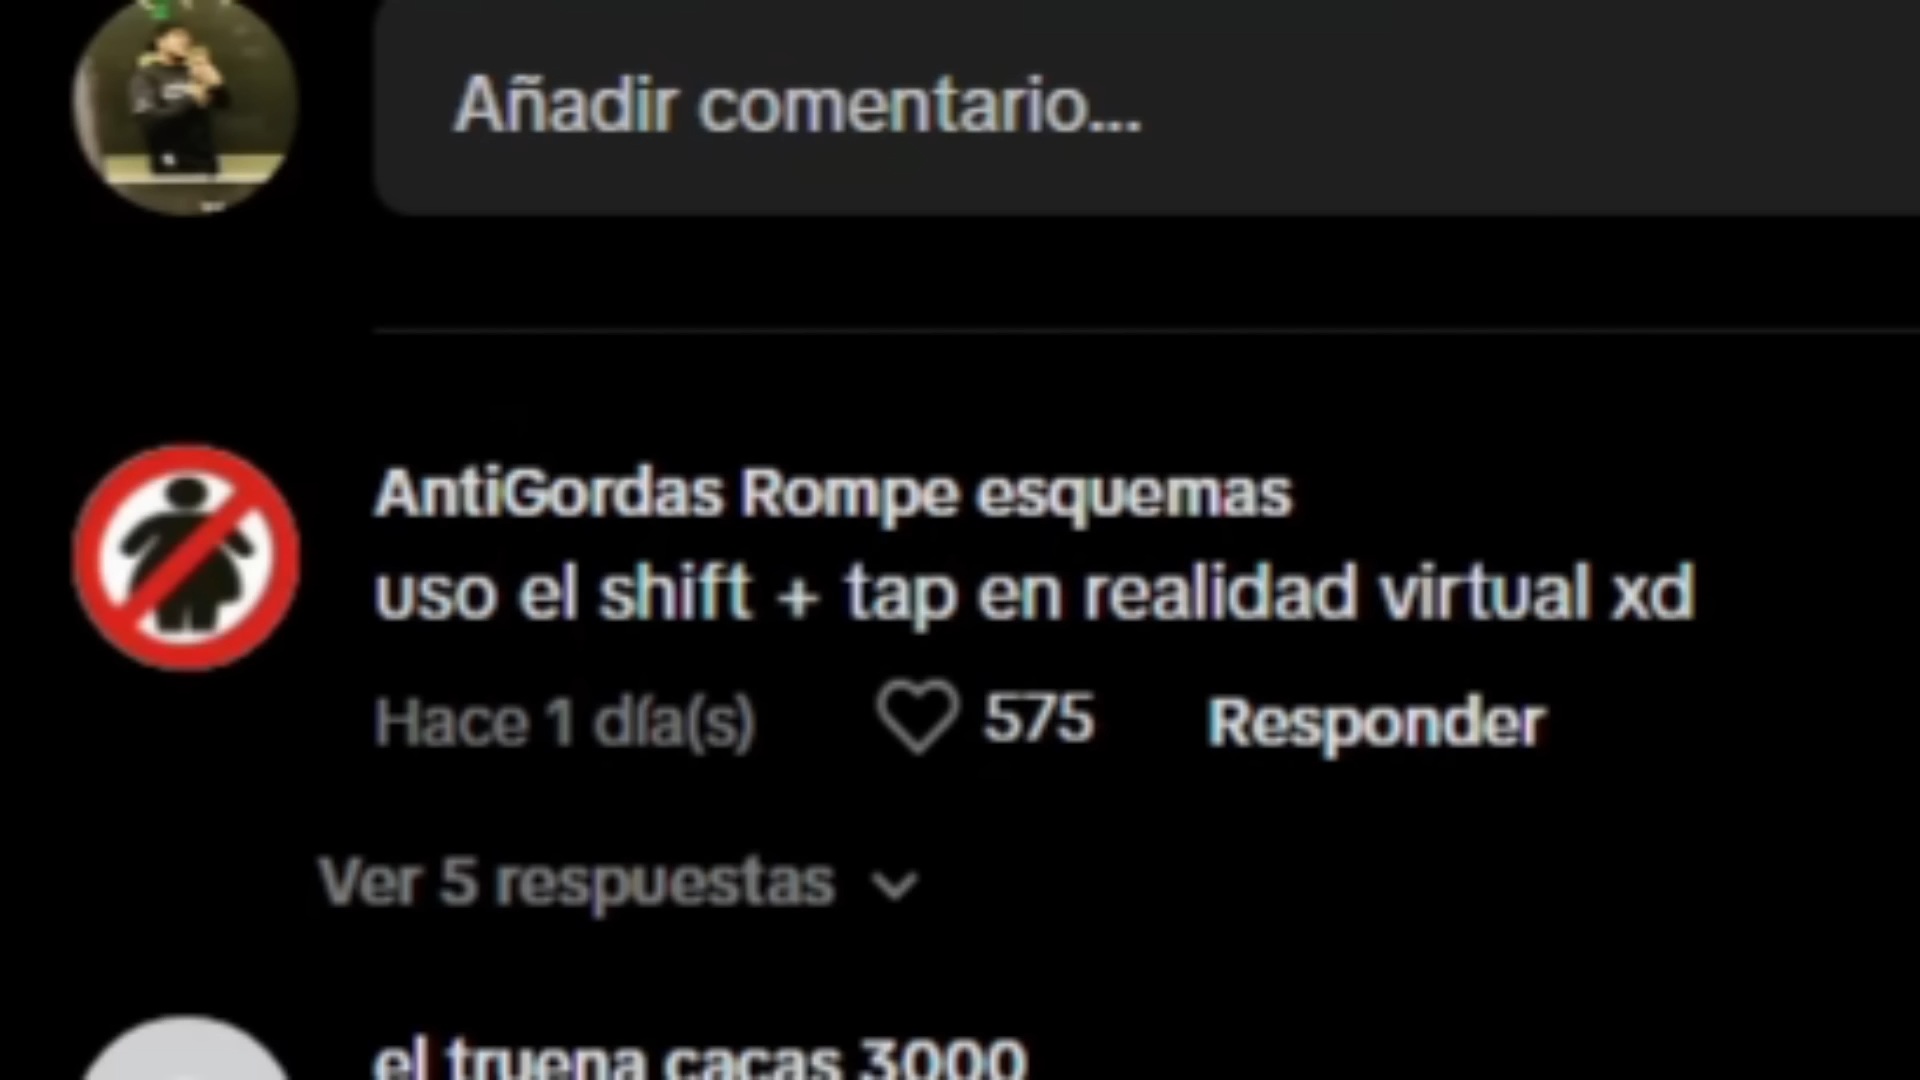 Añadir comentario...
AntiGordas Rompe esquemas
uso el shift + tap en realidad virtual xd
Hace 1 día(s) 575 Responder
Ver 5 respuestas
el truena cacas 3000